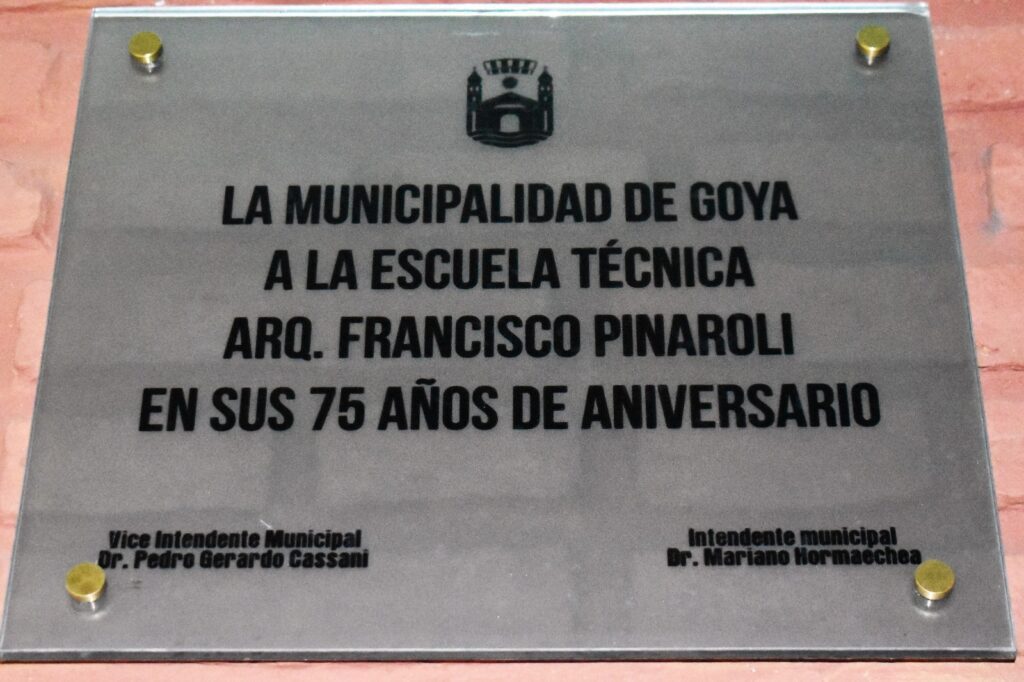 LA MUNICIPALIDAD DE GOYA
A LA ESCUELA TÉCNICA
ARQ. FRANCISCO PINAROLI
EN SUS 75 AÑOS DE ANIVERSARIO
Vice Intendente Municipal
Dr. Pedro Gerardo Cassani
Intendente municipal
Dr. Mariano Hormaechea